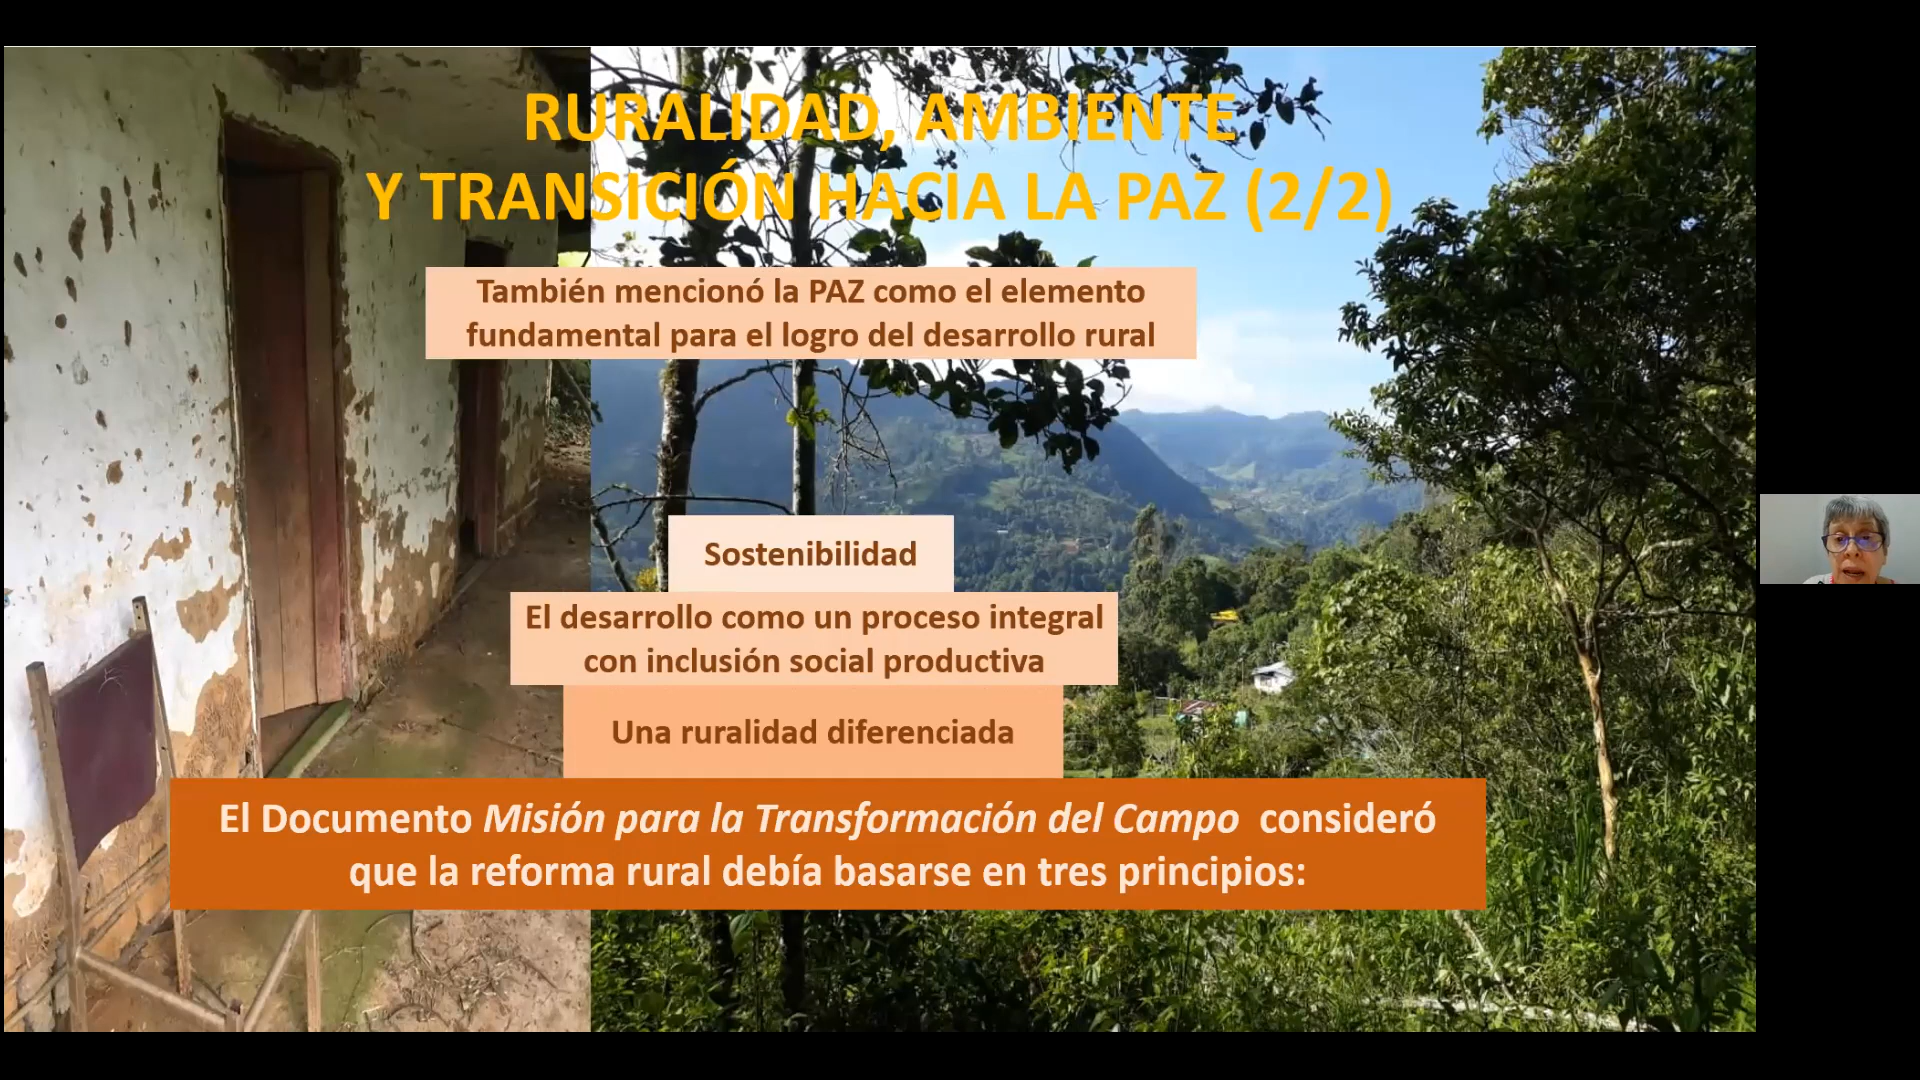 RURALIDAD, AMBIENTE
Y TRANSICIÓN HACIA LA PAZ (2/2)
También mencionó la PAZ como el elemento
fundamental para el logro del desarrollo rural
Sostenibilidad
El desarrollo como un proceso integral
con inclusión social productiva
Una ruralidad diferenciada
El Documento Misión para la Transformación del Campo consideró
que la reforma rural debía basarse en tres principios: